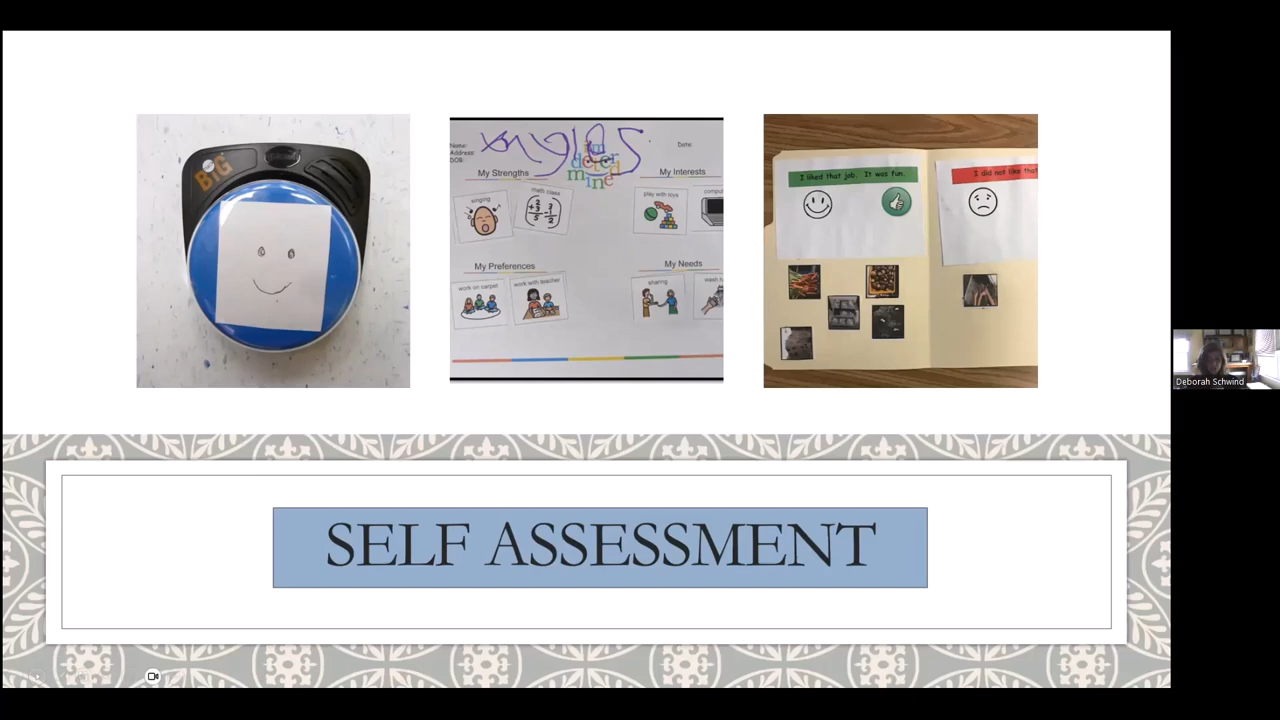 BIG
Name:
Address:
DOB:
Date:
I'm
deter
mined
My Strengths
My Interests
singing
math class
play with toys
My Preferences
My Needs
work on carpet
work with teacher
sharing
I liked that job. It was fun.
I did not like that
SELF ASSESSMENT
Deborah Schwind